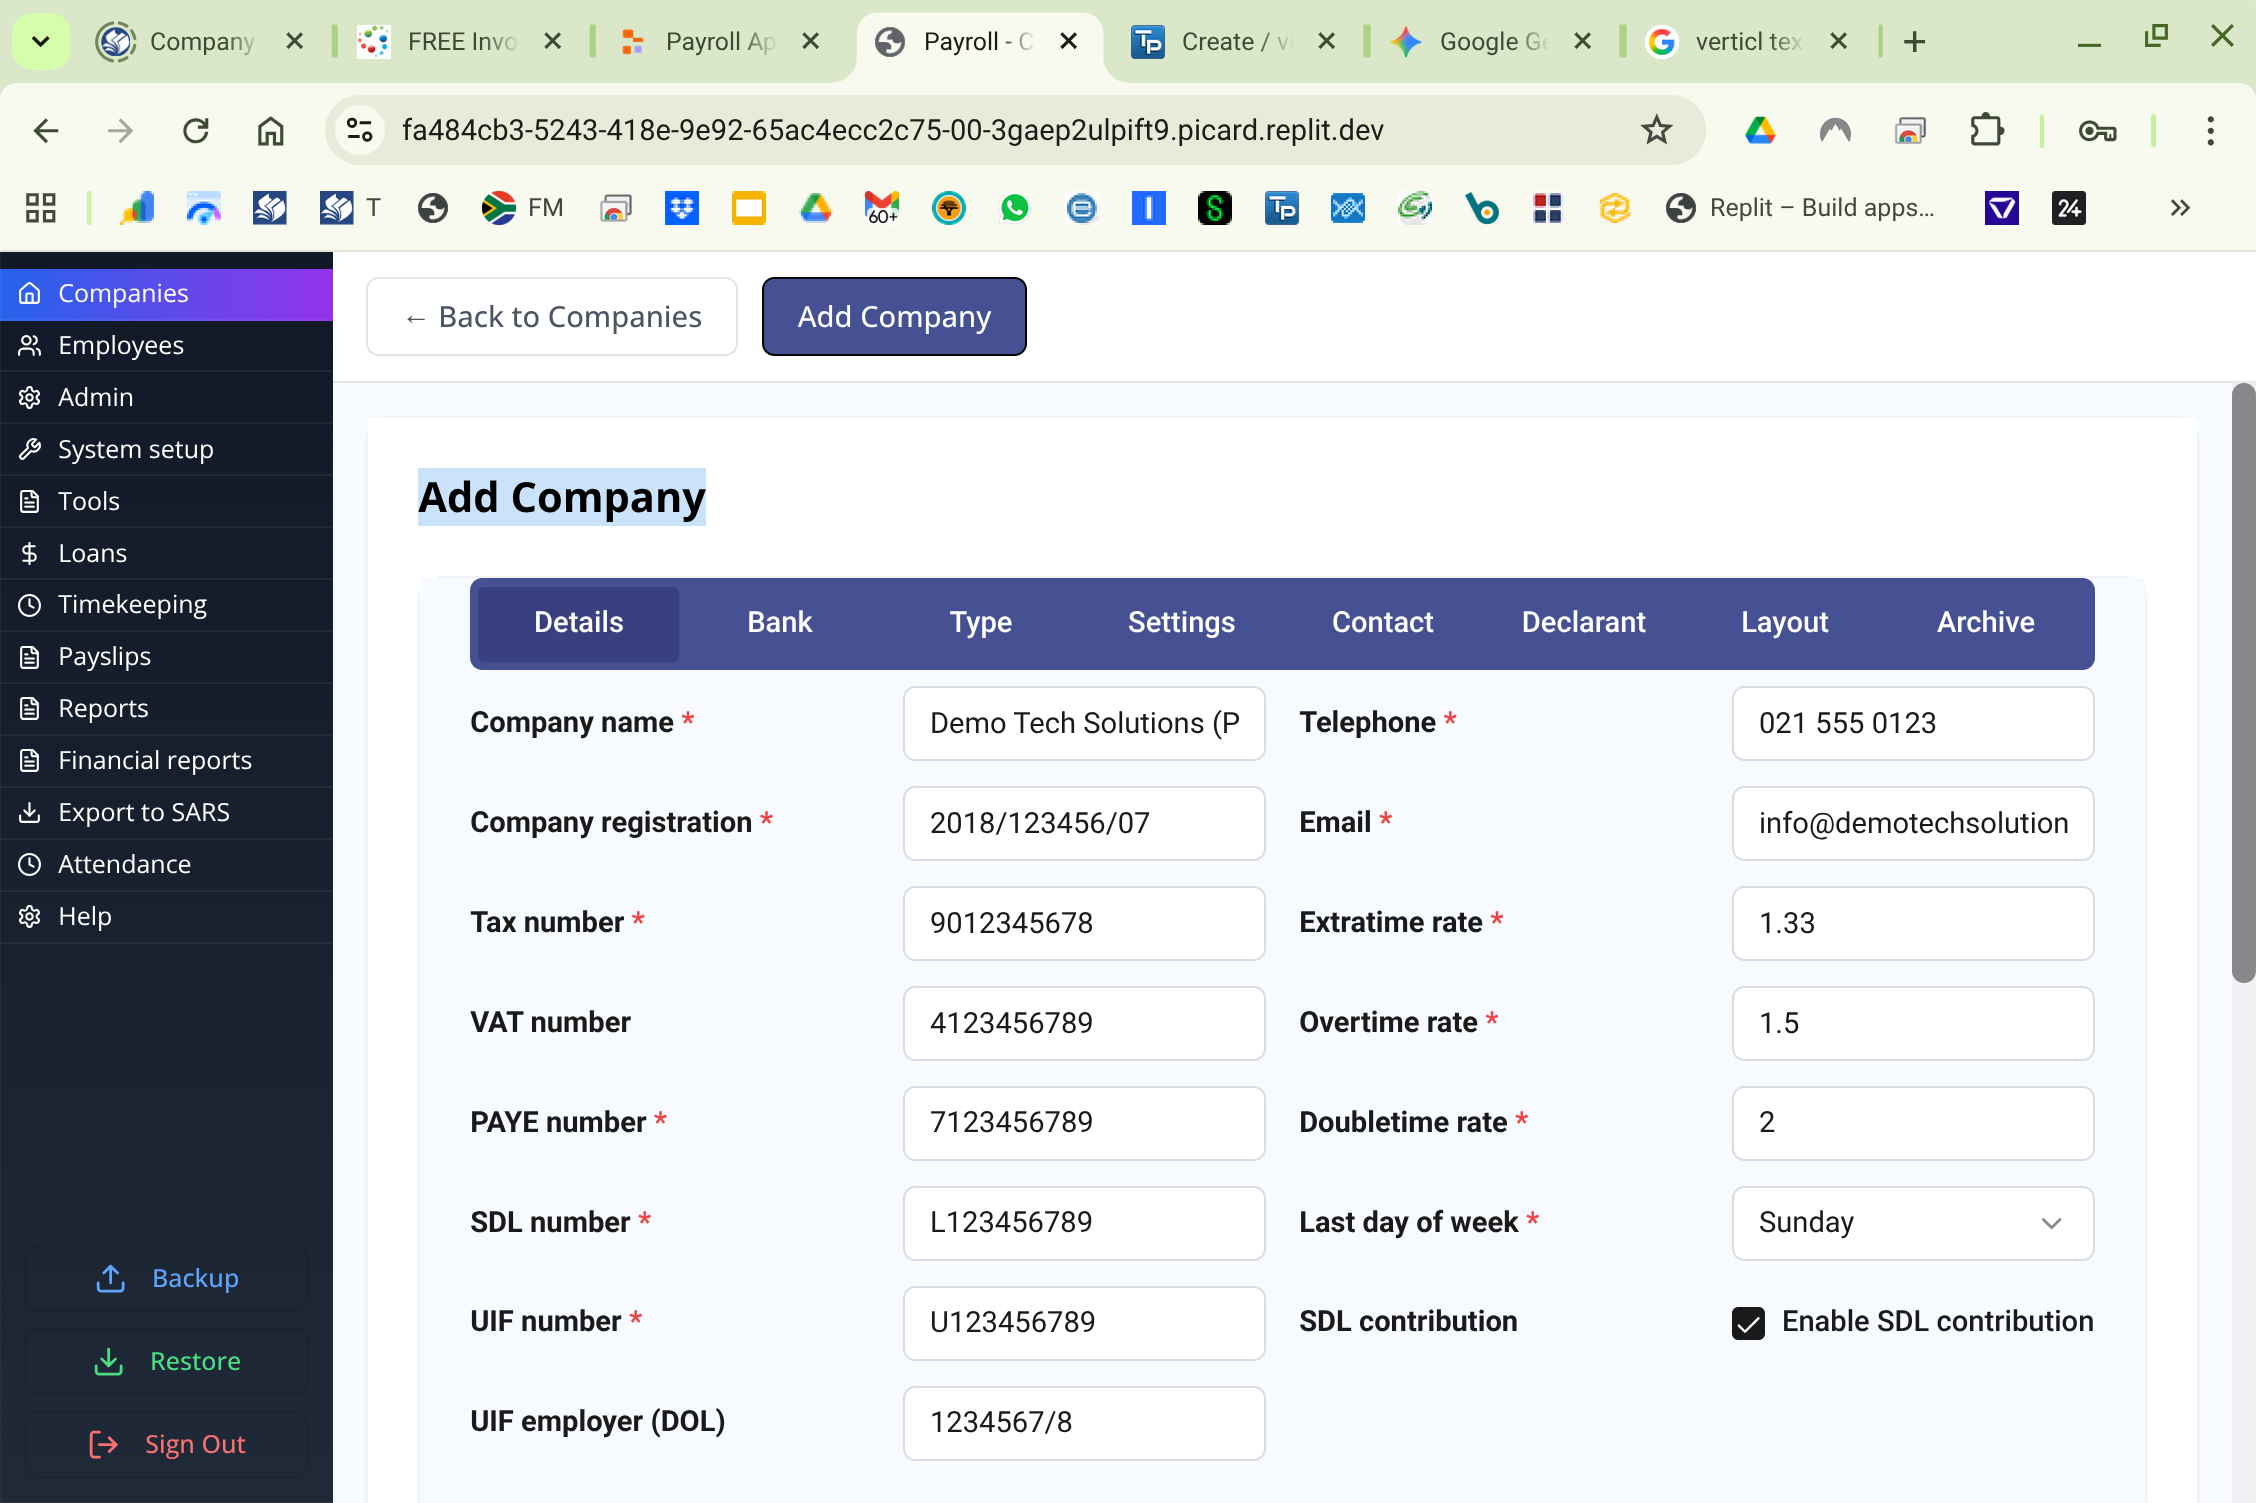 Company
FREE Invo
Payroll Ap
Payroll - C
Create / vi
Google Ge
verticl tex
fa484cb3-5243-418e-9e92-65ac4ecc2c75-00-3gaep2ulpift9.picard.replit.dev
T
FM
60+
TP
Replit – Build apps...
24
Companies
Employees
Admin
System setup
Tools
Loans
Timekeeping
Payslips
Reports
Financial reports
Export to SARS
Attendance
Help
Backup
Restore
Sign Out
← Back to Companies
Add Company
Add Company
Details Bank Type Settings Contact Declarant Layout Archive
Company name * Demo Tech Solutions (P Telephone * 021 555 0123
Company registration * 2018/123456/07 Email * info@demotechsolution
Tax number * 9012345678 Extratime rate * 1.33
VAT number 4123456789 Overtime rate * 1.5
PAYE number * 7123456789 Doubletime rate * 2
SDL number * L123456789 Last day of week * Sunday
UIF number * U123456789 SDL contribution Enable SDL contribution
UIF employer (DOL) 1234567/8